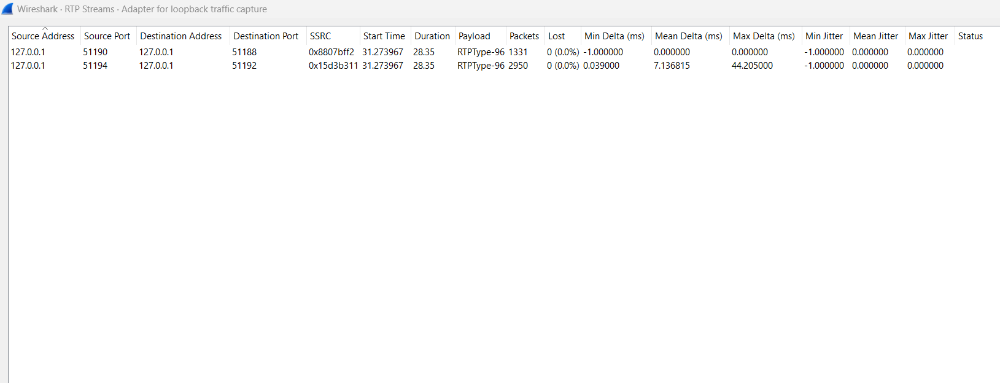 Wireshark · RTP Streams · Adapter for loopback traffic capture
Source Address Source Port Destination Address Destination Port SSRC Start Time Duration Payload Packets Lost Min Delta (ms) Mean Delta (ms) Max Delta (ms) Min Jitter Mean Jitter Max Jitter Status
127.0.0.1 51190 127.0.0.1 51188 0x8807bff2 31.273967 28.35 RTPType-96 1331 0 (0.0%) -1.000000 0.000000 0.000000 -1.000000 0.000000 0.000000
127.0.0.1 51194 127.0.0.1 51192 0x15d3b311 31.273967 28.35 RTPType-96 2950 0 (0.0%) 0.039000 7.136815 44.205000 -1.000000 0.000000 0.000000